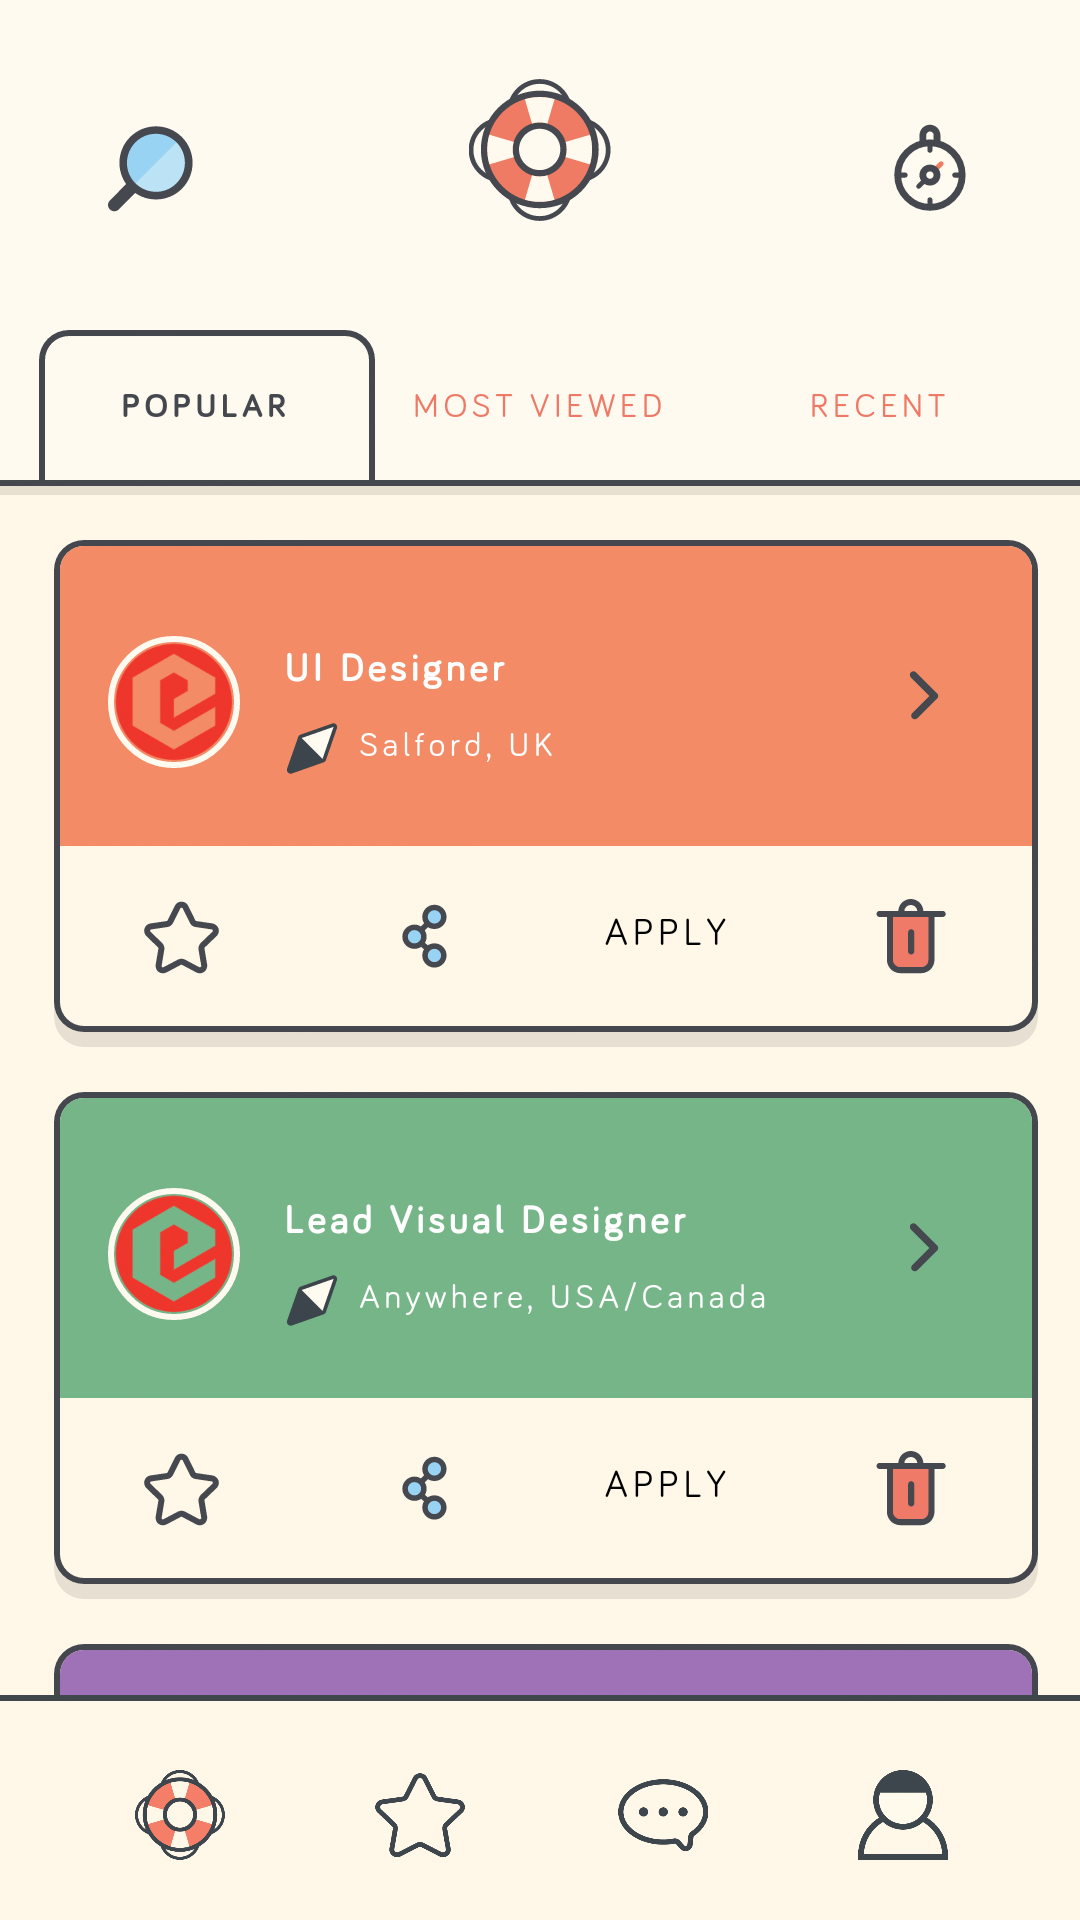 POPULAR MOST VIEWED RECENT
UI Designer
Salford, UK
APPLY
Lead Visual Designer
Anywhere, USA/Canada
APPLY